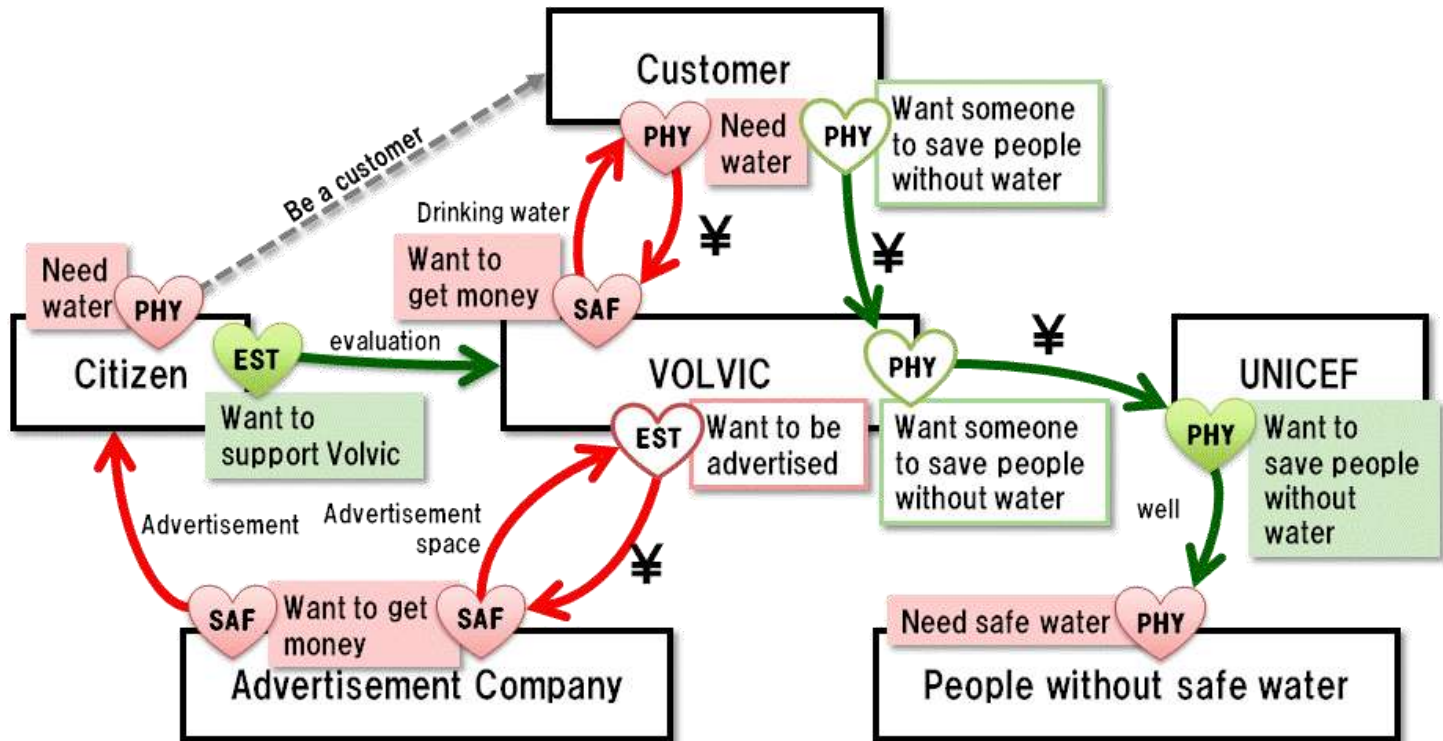 Customer
PHY
Need
water
PHY
Want someone
to save people
without water
Be a customer
Drinking water
¥
¥
Want to
get money
SAF
Need
water
PHY
Citizen
EST
evaluation
Want to
support Volvic
VOLVIC
PHY
¥
UNICEF
EST
Want to be
advertised
Want someone
to save people
without water
PHY
Want to
save people
without
water
well
Advertisement
Advertisement
space
¥
SAF
Want to get
money
SAF
Advertisement Company
Need safe water
PHY
People without safe water